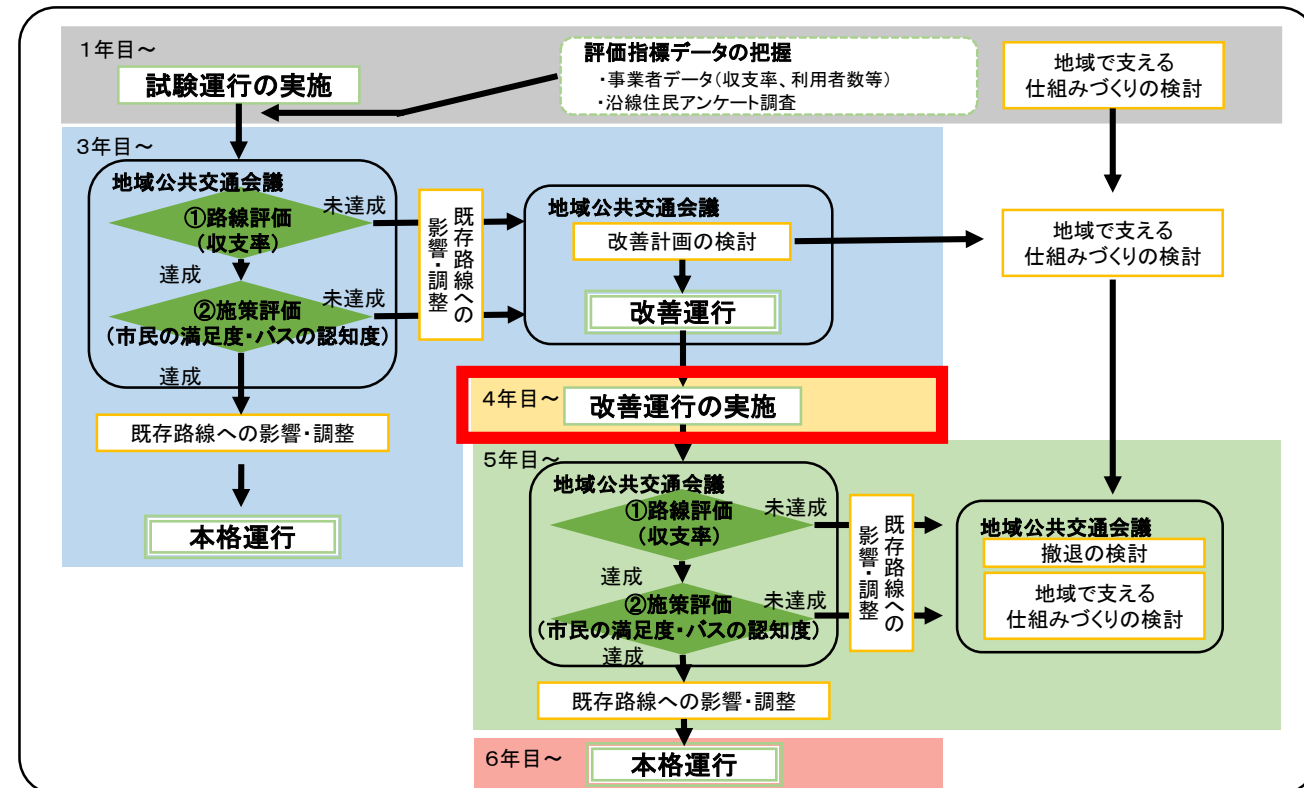 1年目～
試験運行の実施
評価指標データの把握
・事業者データ(収支率、利用者数等)
・沿線住民アンケート調査
地域で支える
仕組みづくりの検討
3年目～
地域公共交通会議
①路線評価
(収支率)
未達成
達成
②施策評価
(市民の満足度・バスの認知度)
未達成
達成
既存路線への
影響・調整
既存路線への影響・調整
本格運行
地域公共交通会議
改善計画の検討
改善運行
地域で支える
仕組みづくりの検討
4年目～
改善運行の実施
5年目～
地域公共交通会議
①路線評価
(収支率)
未達成
達成
②施策評価
(市民の満足度・バスの認知度)
未達成
達成
既存路線への
影響・調整
地域公共交通会議
撤退の検討
地域で支える
仕組みづくりの検討
既存路線への影響・調整
6年目～
本格運行